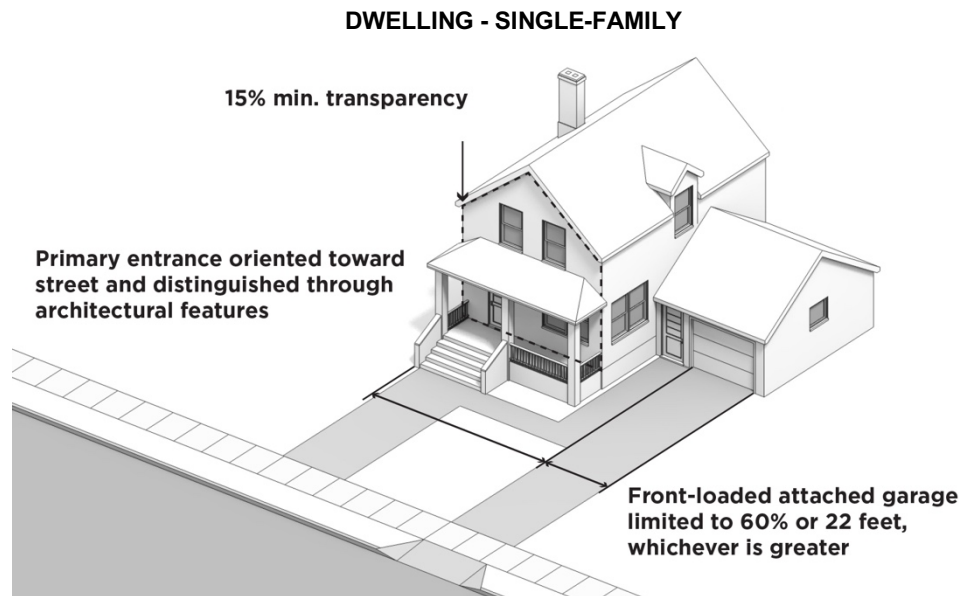 DWELLING - SINGLE-FAMILY
15% min. transparency
Primary entrance oriented toward
street and distinguished through
architectural features
Front-loaded attached garage
limited to 60% or 22 feet,
whichever is greater